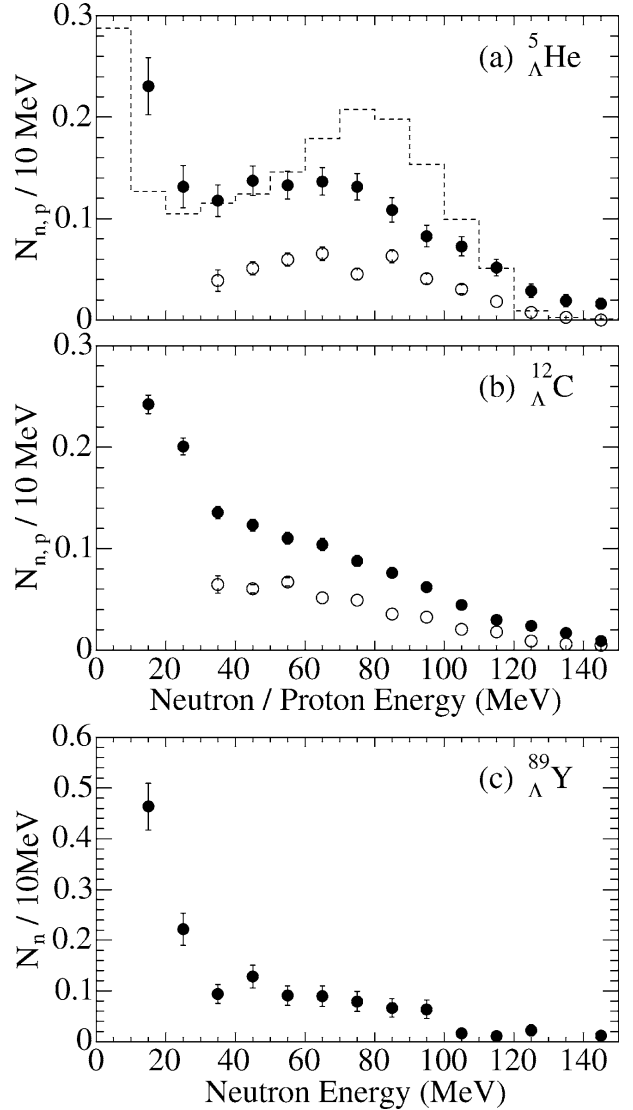 0.3
(a) ⁵ΛHe
0.2
0.1
0
N n,p / 10 MeV
0.3
(b) ¹²ΛC
0.2
0.1
0
N n,p / 10 MeV
0 20 40 60 80 100 120 140
Neutron / Proton Energy (MeV)
0.6
(c) ⁸⁹ΛY
0.5
0.4
0.3
0.2
0.1
0
N n / 10MeV
0 20 40 60 80 100 120 140
Neutron Energy (MeV)